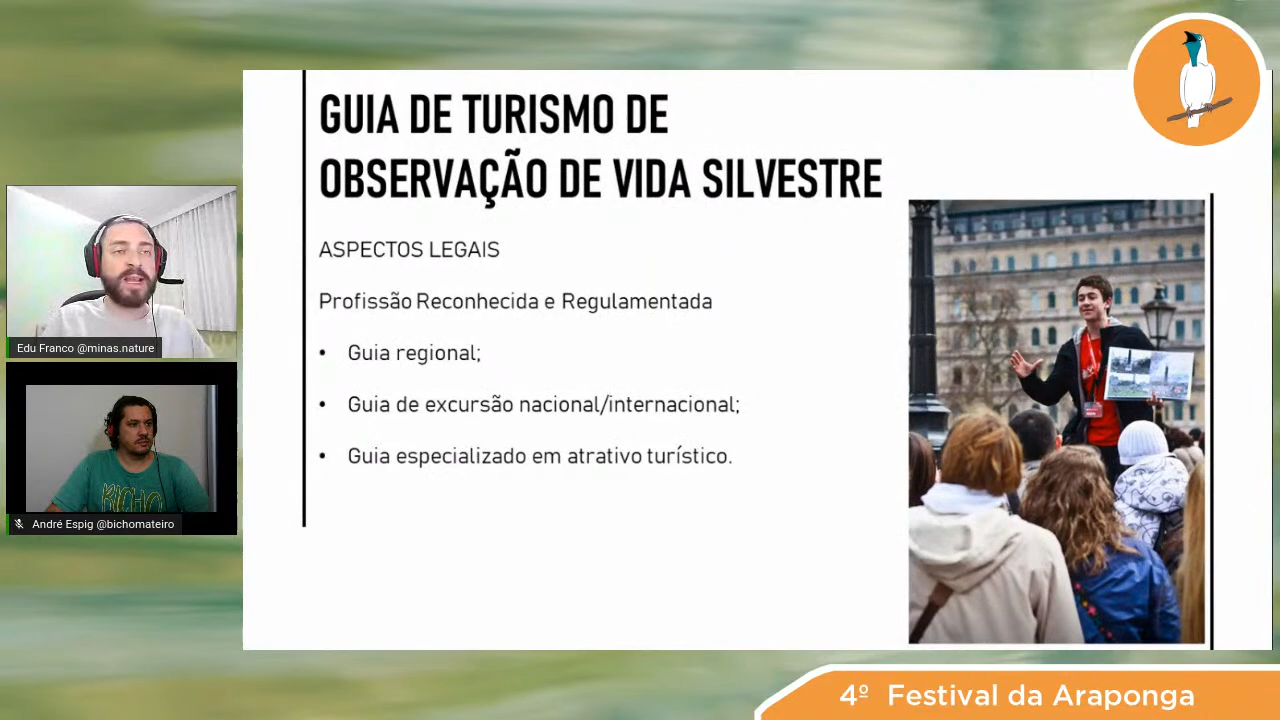 GUIA DE TURISMO DE
OBSERVAÇÃO DE VIDA SILVESTRE
ASPECTOS LEGAIS
Profissão Reconhecida e Regulamentada
• Guia regional;
• Guia de excursão nacional/internacional;
• Guia especializado em atrativo turístico.
Edu Franco @minas.nature
BICHO
André Espig @bichomateiro
4º Festival da Araponga